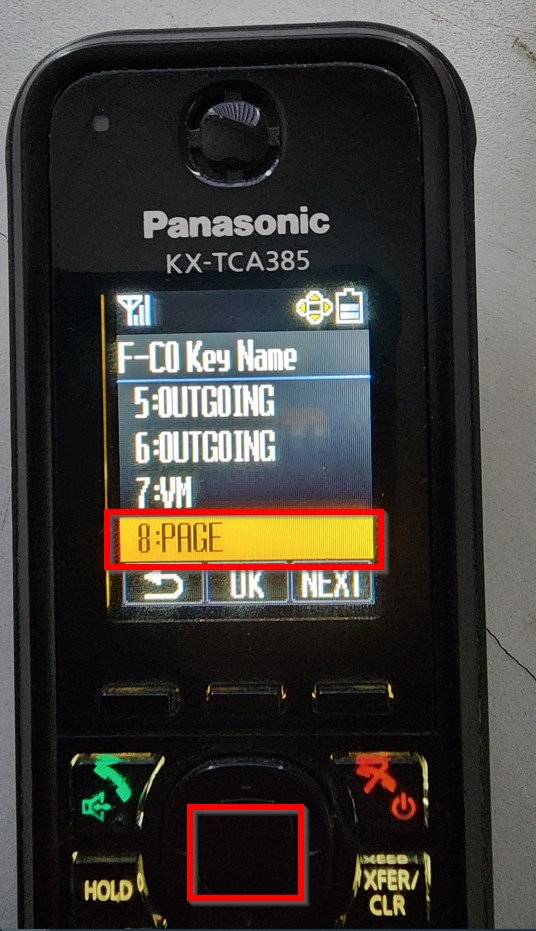 Panasonic
KX-TCA385
F-CO Key Name
5:OUTGOING
6:OUTGOING
7:VM
8:PAGE
OK NEXT
HOLD
XFER/
CLR